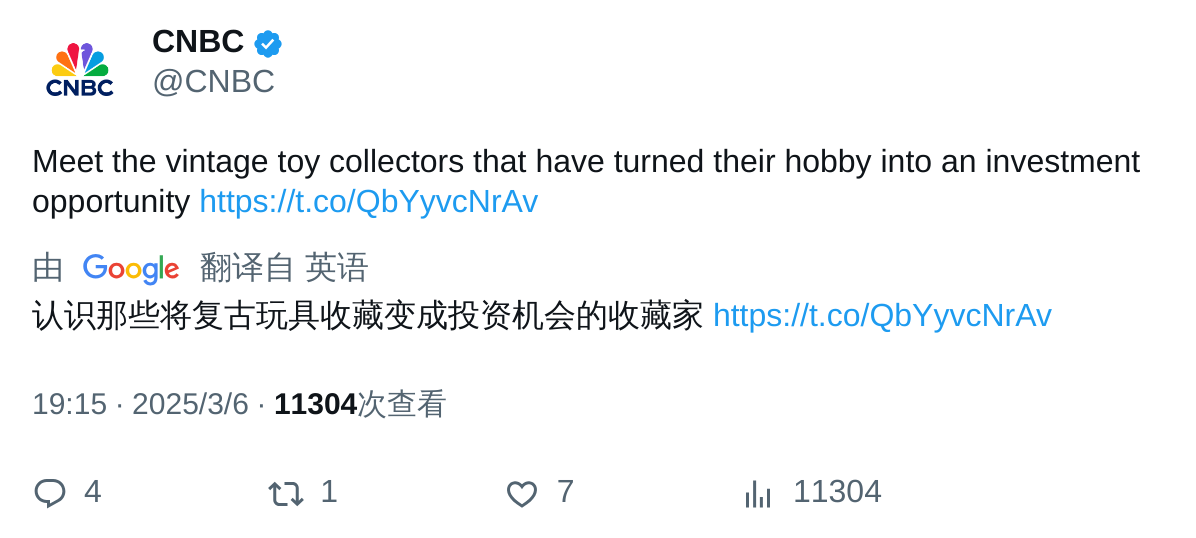 CNBC
CNBC
@CNBC
Meet the vintage toy collectors that have turned their hobby into an investment
opportunity https://t.co/QbYyvcNrAv
由 Google 翻译自 英语
认识那些将复古玩具收藏变成投资机会的收藏家 https://t.co/QbYyvcNrAv
19:15 · 2025/3/6 · 11304次查看
4 1 7 11304